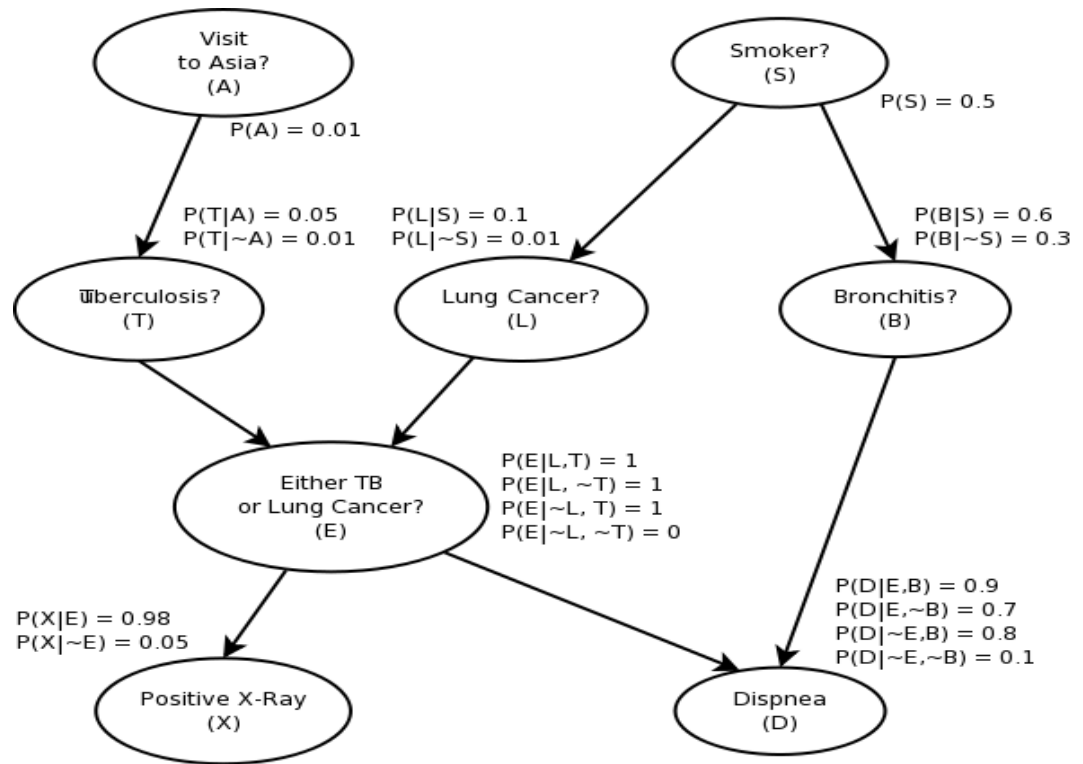 Visit
to Asia?
(A)
P(A) = 0.01
Smoker?
(S)
P(S) = 0.5
P(T|A) = 0.05
P(T|~A) = 0.01
P(L|S) = 0.1
P(L|~S) = 0.01
P(B|S) = 0.6
P(B|~S) = 0.3
Tuberculosis?
(T)
Lung Cancer?
(L)
Bronchitis?
(B)
Either TB
or Lung Cancer?
(E)
P(E|L,T) = 1
P(E|L, ~T) = 1
P(E|~L, T) = 1
P(E|~L, ~T) = 0
P(X|E) = 0.98
P(X|~E) = 0.05
P(D|E,B) = 0.9
P(D|E,~B) = 0.7
P(D|~E,B) = 0.8
P(D|~E,~B) = 0.1
Positive X-Ray
(X)
Dispnea
(D)